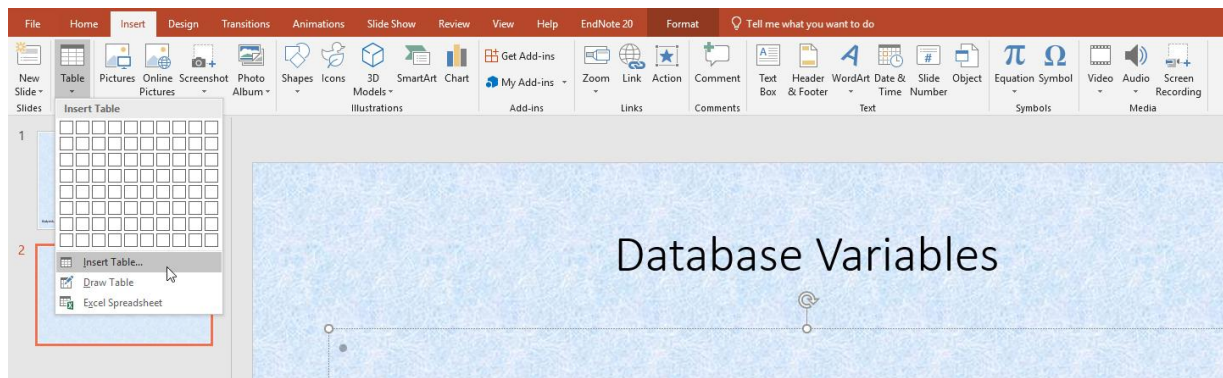 File Home Insert Design Transitions Animations Slide Show Review View Help EndNote 20 Format Tell me what you want to do
New Slide
Table
Pictures
Online Pictures
Screenshot
Photo Album
Shapes
Icons
3D Models
SmartArt
Chart
Get Add-ins
My Add-ins
Zoom
Link
Action
Comment
Text Box
Header & Footer
WordArt
Date & Time
Slide Number
#
Object
Equation
Symbol
Video
Audio
Screen Recording
Slides
Illustrations
Add-ins
Links
Comments
Text
Symbols
Media
Insert Table
Insert Table...
Draw Table
Excel Spreadsheet
1
2
Database Variables